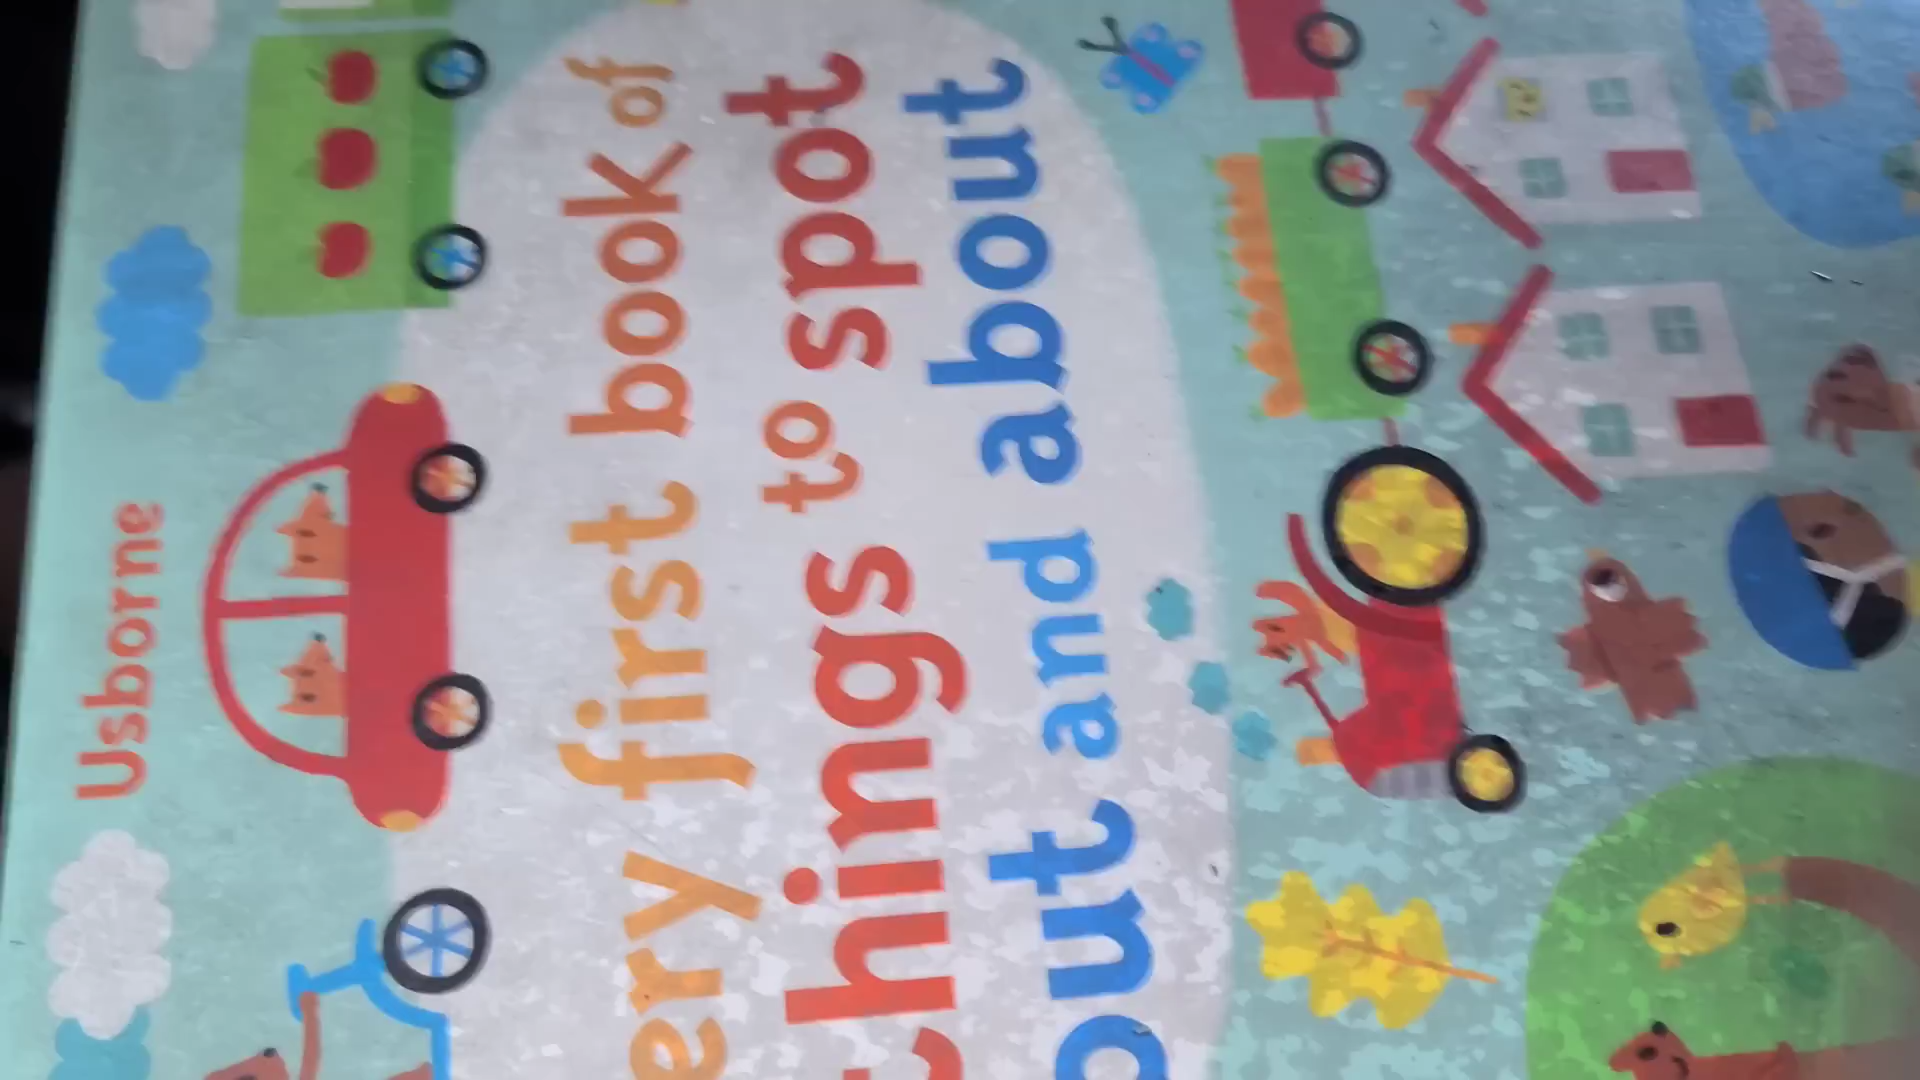 Usborne
ery first book of
hings to spot
out and about